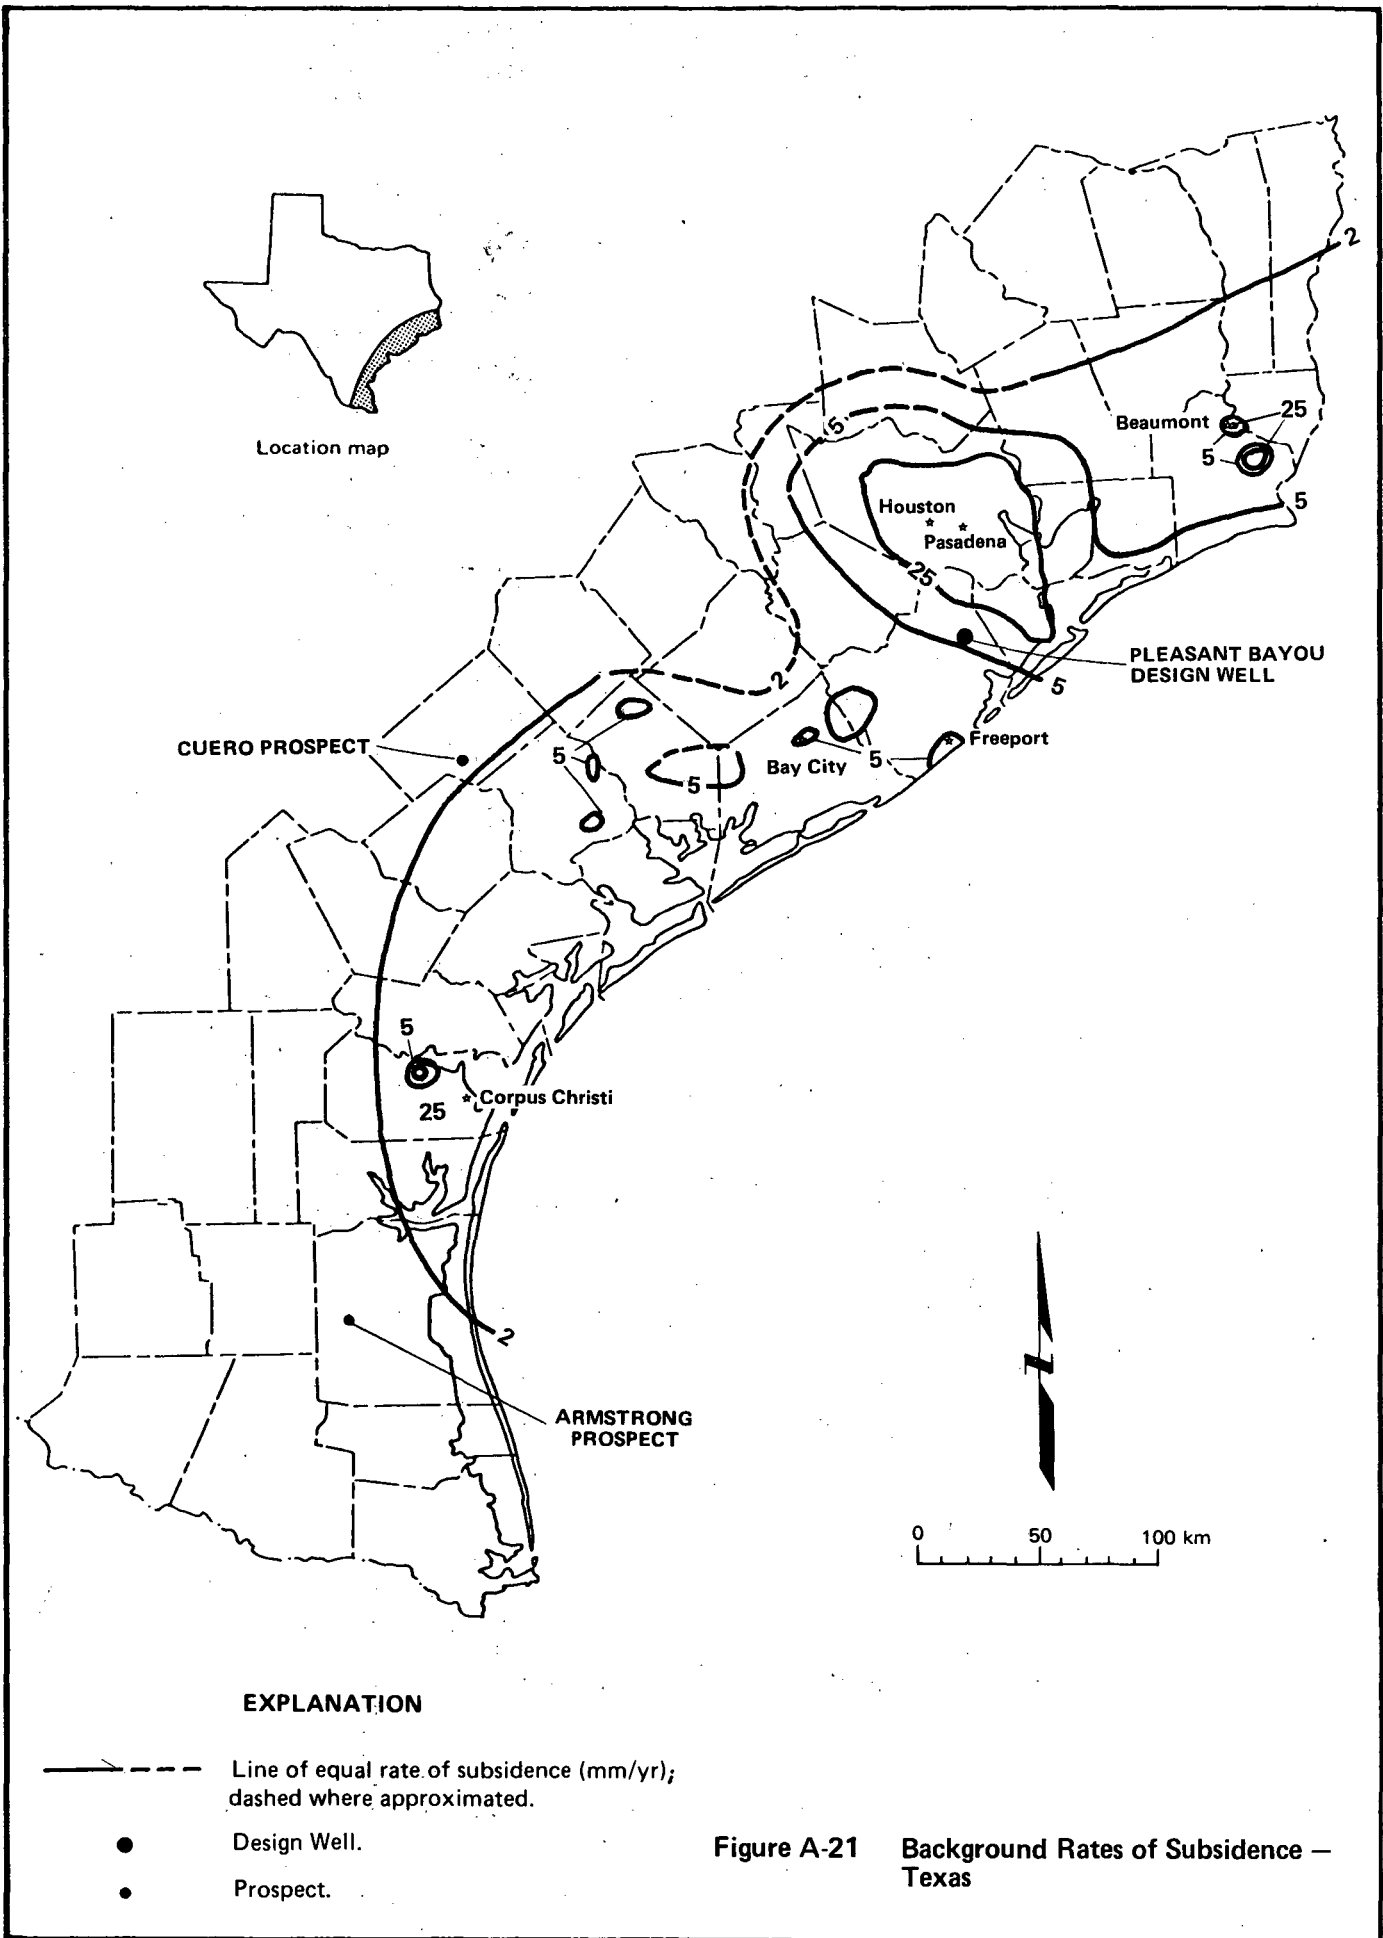 2
Location map
25
Beaumont
5
5
5
Houston
Pasadena
25
PLEASANT BAYOU
DESIGN WELL
5
2
CUERO PROSPECT
5
Bay City
5
Freeport
5
5
25
Corpus Christi
2
ARMSTRONG
PROSPECT
Z
0 50 100 km
EXPLANATION
Line of equal rate of subsidence (mm/yr);
dashed where approximated.
Design Well.
Prospect.
Figure A-21 Background Rates of Subsidence —
Texas